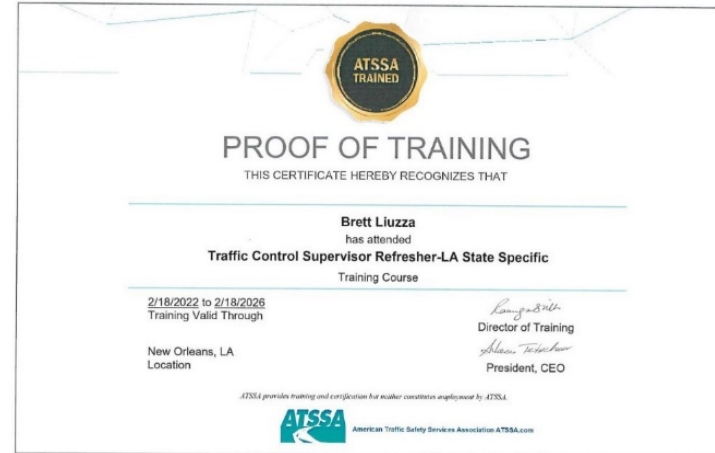 ATSSA
TRAINED
PROOF OF TRAINING
THIS CERTIFICATE HEREBY RECOGNIZES THAT
Brett Liuzza
has attended
Traffic Control Supervisor Refresher-LA State Specific
Training Course
2/18/2022 to 2/18/2026
Training Valid Through
Director of Training
New Orleans, LA
Location
President, CEO
ATSSA provides training and certification but neither constitutes employment by ATSSA.
ATSSA
American Traffic Safety Services Association ATSSA.com